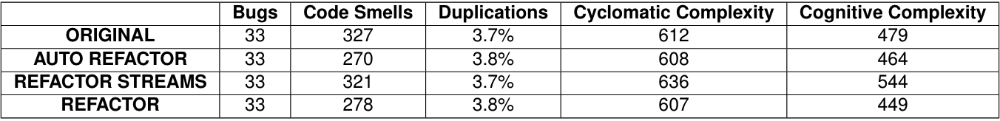 Bugs Code Smells Duplications Cyclomatic Complexity Cognitive Complexity
ORIGINAL 33 327 3.7% 612 479
AUTO REFACTOR 33 270 3.8% 608 464
REFACTOR STREAMS 33 321 3.7% 636 544
REFACTOR 33 278 3.8% 607 449